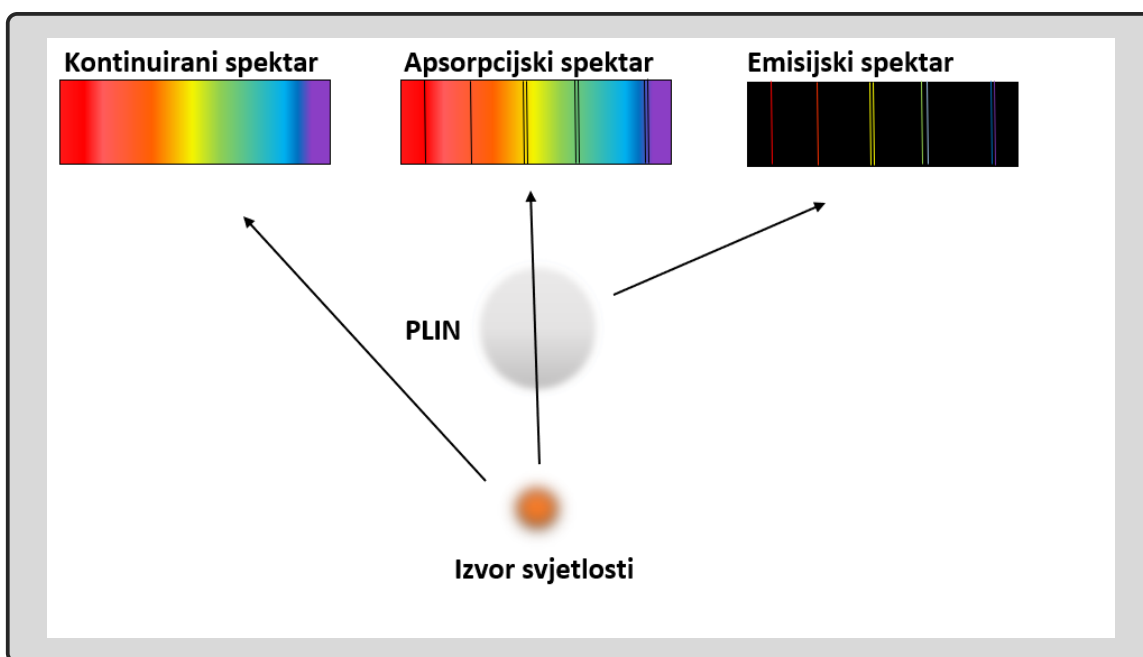 Kontinuirani spektar
Apsorpcijski spektar
Emisijski spektar
PLIN
Izvor svjetlosti